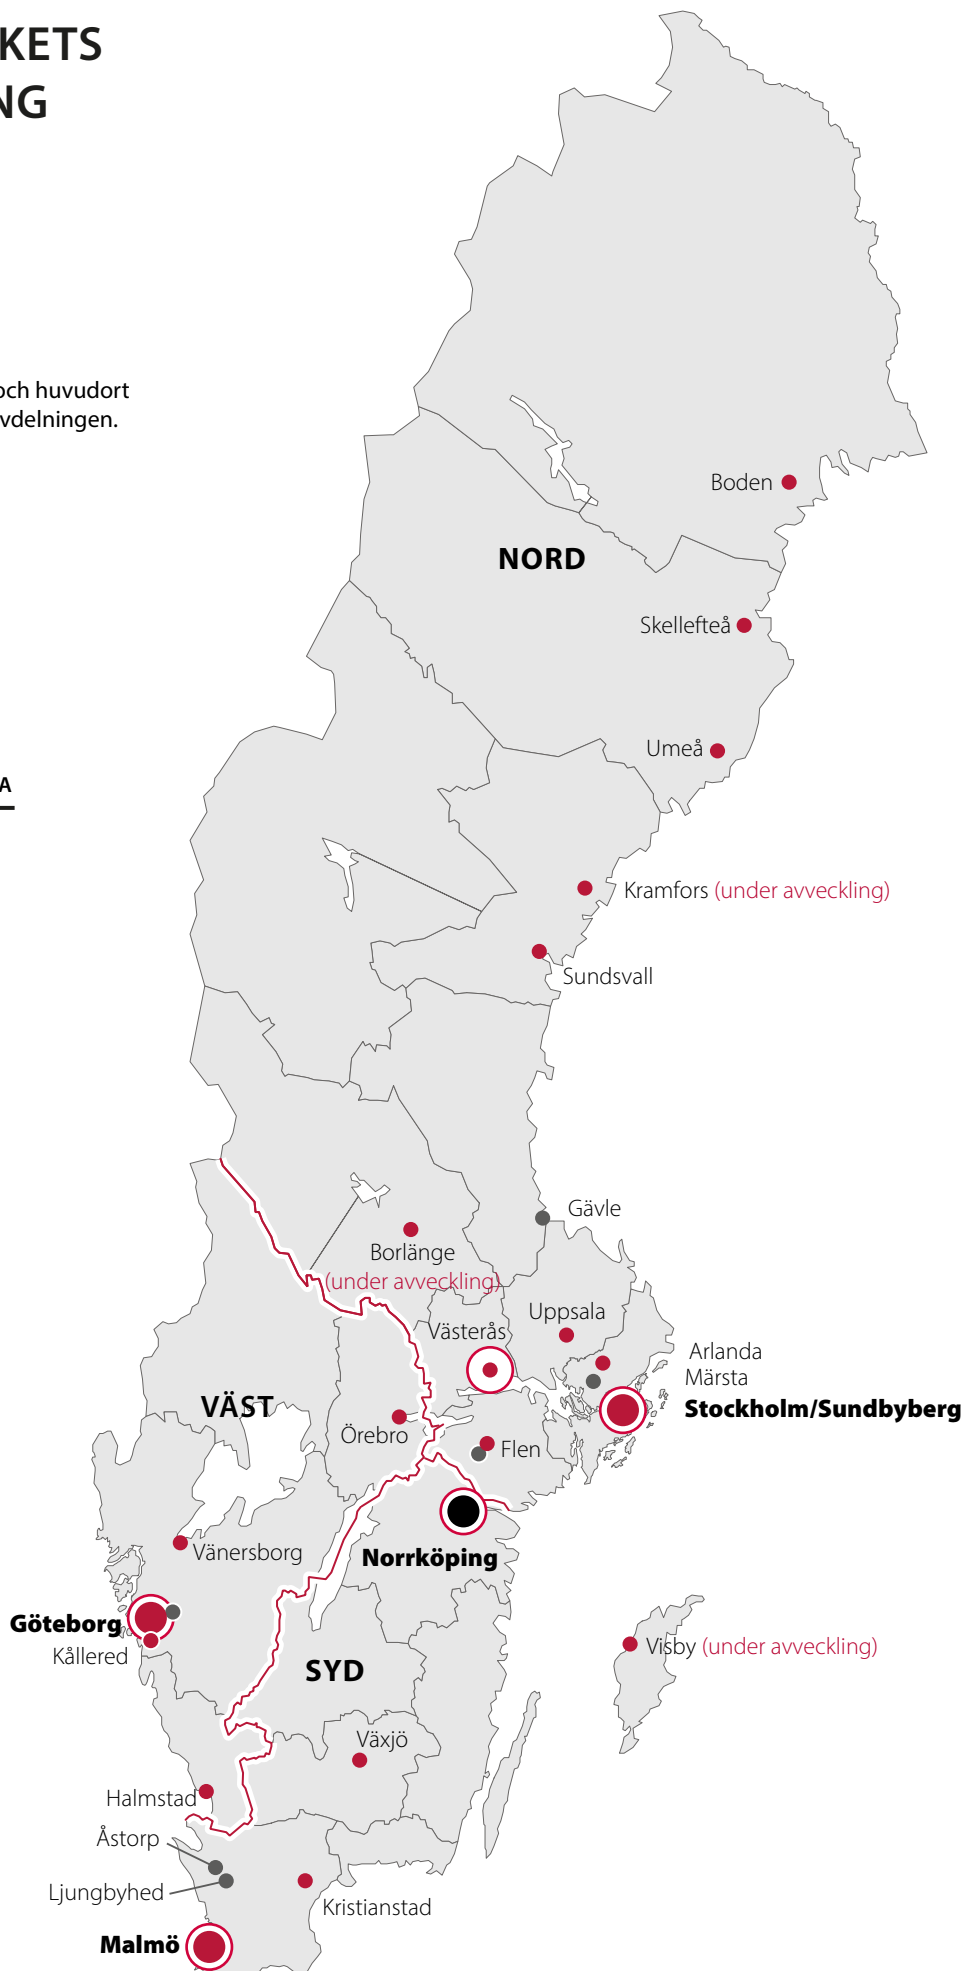 KETS
NG
och huvudort
vdelningen.
Boden
NORD
Skellefteå
Umeå
A
Kramfors (under avveckling)
Sundsvall
Gävle
Borlänge
(under avveckling)
Uppsala
Västerås
Arlanda
Märsta
Stockholm/Sundbyberg
VÄST
Örebro
Flen
Vänersborg
Norrköping
Göteborg
Kållered
Visby (under avveckling)
SYD
Växjö
Halmstad
Åstorp
Ljungbyhed
Kristianstad
Malmö